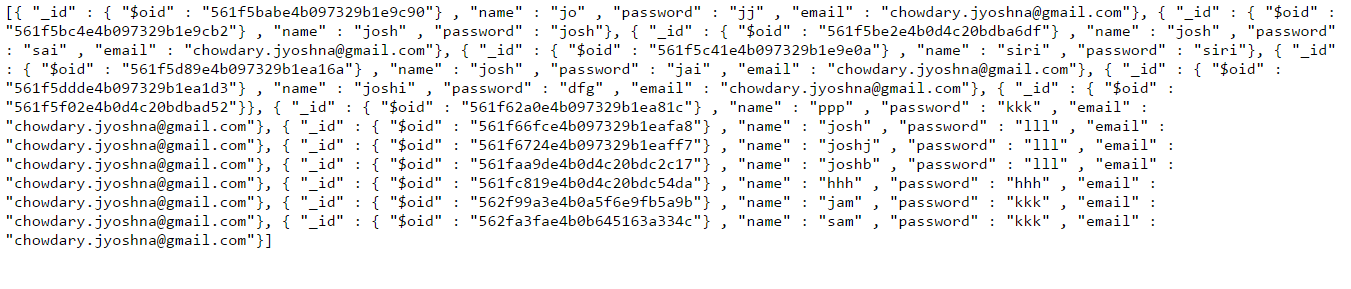 [{ "_id" : { "$oid" : "561f5babe4b097329b1e9c90"} , "name" : "jo" , "password" : "jj" , "email" : "chowdary.jyoshna@gmail.com"}, { "_id" : { "$oid" :
"561f5bc4e4b097329b1e9cb2"} , "name" : "josh" , "password" : "josh"}, { "_id" : { "$oid" : "561f5be2e4b0d4c20bdba6df"} , "name" : "josh" , "password"
: "sai" , "email" : "chowdary.jyoshna@gmail.com"}, { "_id" : { "$oid" : "561f5c41e4b097329b1e9e0a"} , "name" : "siri" , "password" : "siri"}, { "_id"
: { "$oid" : "561f5d89e4b097329b1ea16a"} , "name" : "josh" , "password" : "jai" , "email" : "chowdary.jyoshna@gmail.com"}, { "_id" : { "$oid" :
"561f5ddde4b097329b1ea1d3"} , "name" : "joshi" , "password" : "dfg" , "email" : "chowdary.jyoshna@gmail.com"}, { "_id" : { "$oid" :
"561f5f02e4b0d4c20bdbad52"}}, { "_id" : { "$oid" : "561f62a0e4b097329b1ea81c"} , "name" : "ppp" , "password" : "kkk" , "email" :
"chowdary.jyoshna@gmail.com"}, { "_id" : { "$oid" : "561f66fce4b097329b1eafa8"} , "name" : "josh" , "password" : "lll" , "email" :
"chowdary.jyoshna@gmail.com"}, { "_id" : { "$oid" : "561f6724e4b097329b1eaff7"} , "name" : "joshj" , "password" : "lll" , "email" :
"chowdary.jyoshna@gmail.com"}, { "_id" : { "$oid" : "561faa9de4b0d4c20bdc2c17"} , "name" : "joshb" , "password" : "lll" , "email" :
"chowdary.jyoshna@gmail.com"}, { "_id" : { "$oid" : "561fc819e4b0d4c20bdc54da"} , "name" : "hhh" , "password" : "hhh" , "email" :
"chowdary.jyoshna@gmail.com"}, { "_id" : { "$oid" : "562f99a3e4b0a5f6e9fb5a9b"} , "name" : "jam" , "password" : "kkk" , "email" :
"chowdary.jyoshna@gmail.com"}, { "_id" : { "$oid" : "562fa3fae4b0b645163a334c"} , "name" : "sam" , "password" : "kkk" , "email" :
"chowdary.jyoshna@gmail.com"}]